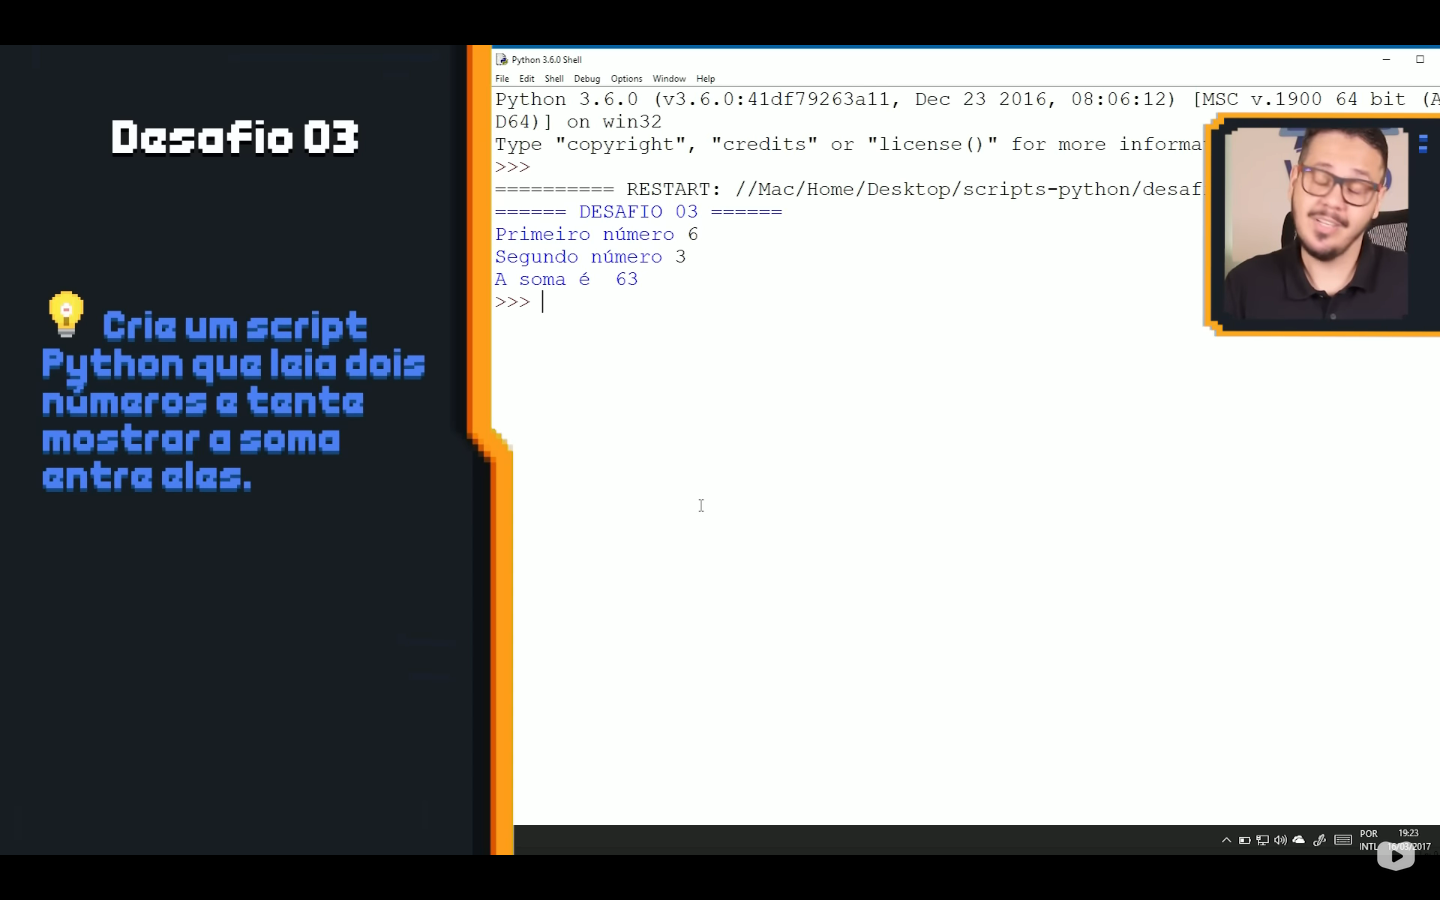 Desafio 03
Crie um script
Python que leia dois
números e tente
mostrar a soma
entre eles.
Python 3.6.0 Shell
File Edit Shell Debug Options Window Help
Python 3.6.0 (v3.6.0:41df79263a11, Dec 23 2016, 08:06:12) [MSC v.1900 64 bit (A
D64)] on win32
Type "copyright", "credits" or "license()" for more informa
>>>
========== RESTART: //Mac/Home/Desktop/scripts-python/desaf
====== DESAFIO 03 ======
Primeiro número 6
Segundo número 3
A soma é  63
>>>
POR 19:23
INTL 16/03/2017